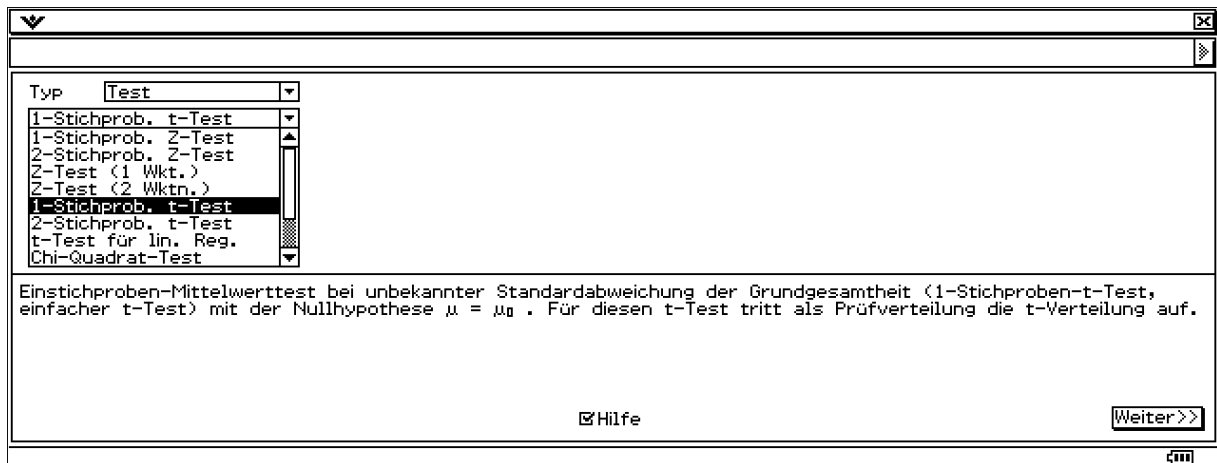 Typ Test
1-Stichprob. t-Test
1-Stichprob. Z-Test
2-Stichprob. Z-Test
Z-Test (1 Wkt.)
Z-Test (2 Wktn.)
1-Stichprob. t-Test
2-Stichprob. t-Test
t-Test für lin. Reg.
Chi-Quadrat-Test
Einstichproben-Mittelwerttest bei unbekannter Standardabweichung der Grundgesamtheit (1-Stichproben-t-Test,
einfacher t-Test) mit der Nullhypothese μ = μ₀ . Für diesen t-Test tritt als Prüfverteilung die t-Verteilung auf.
Hilfe
Weiter>>